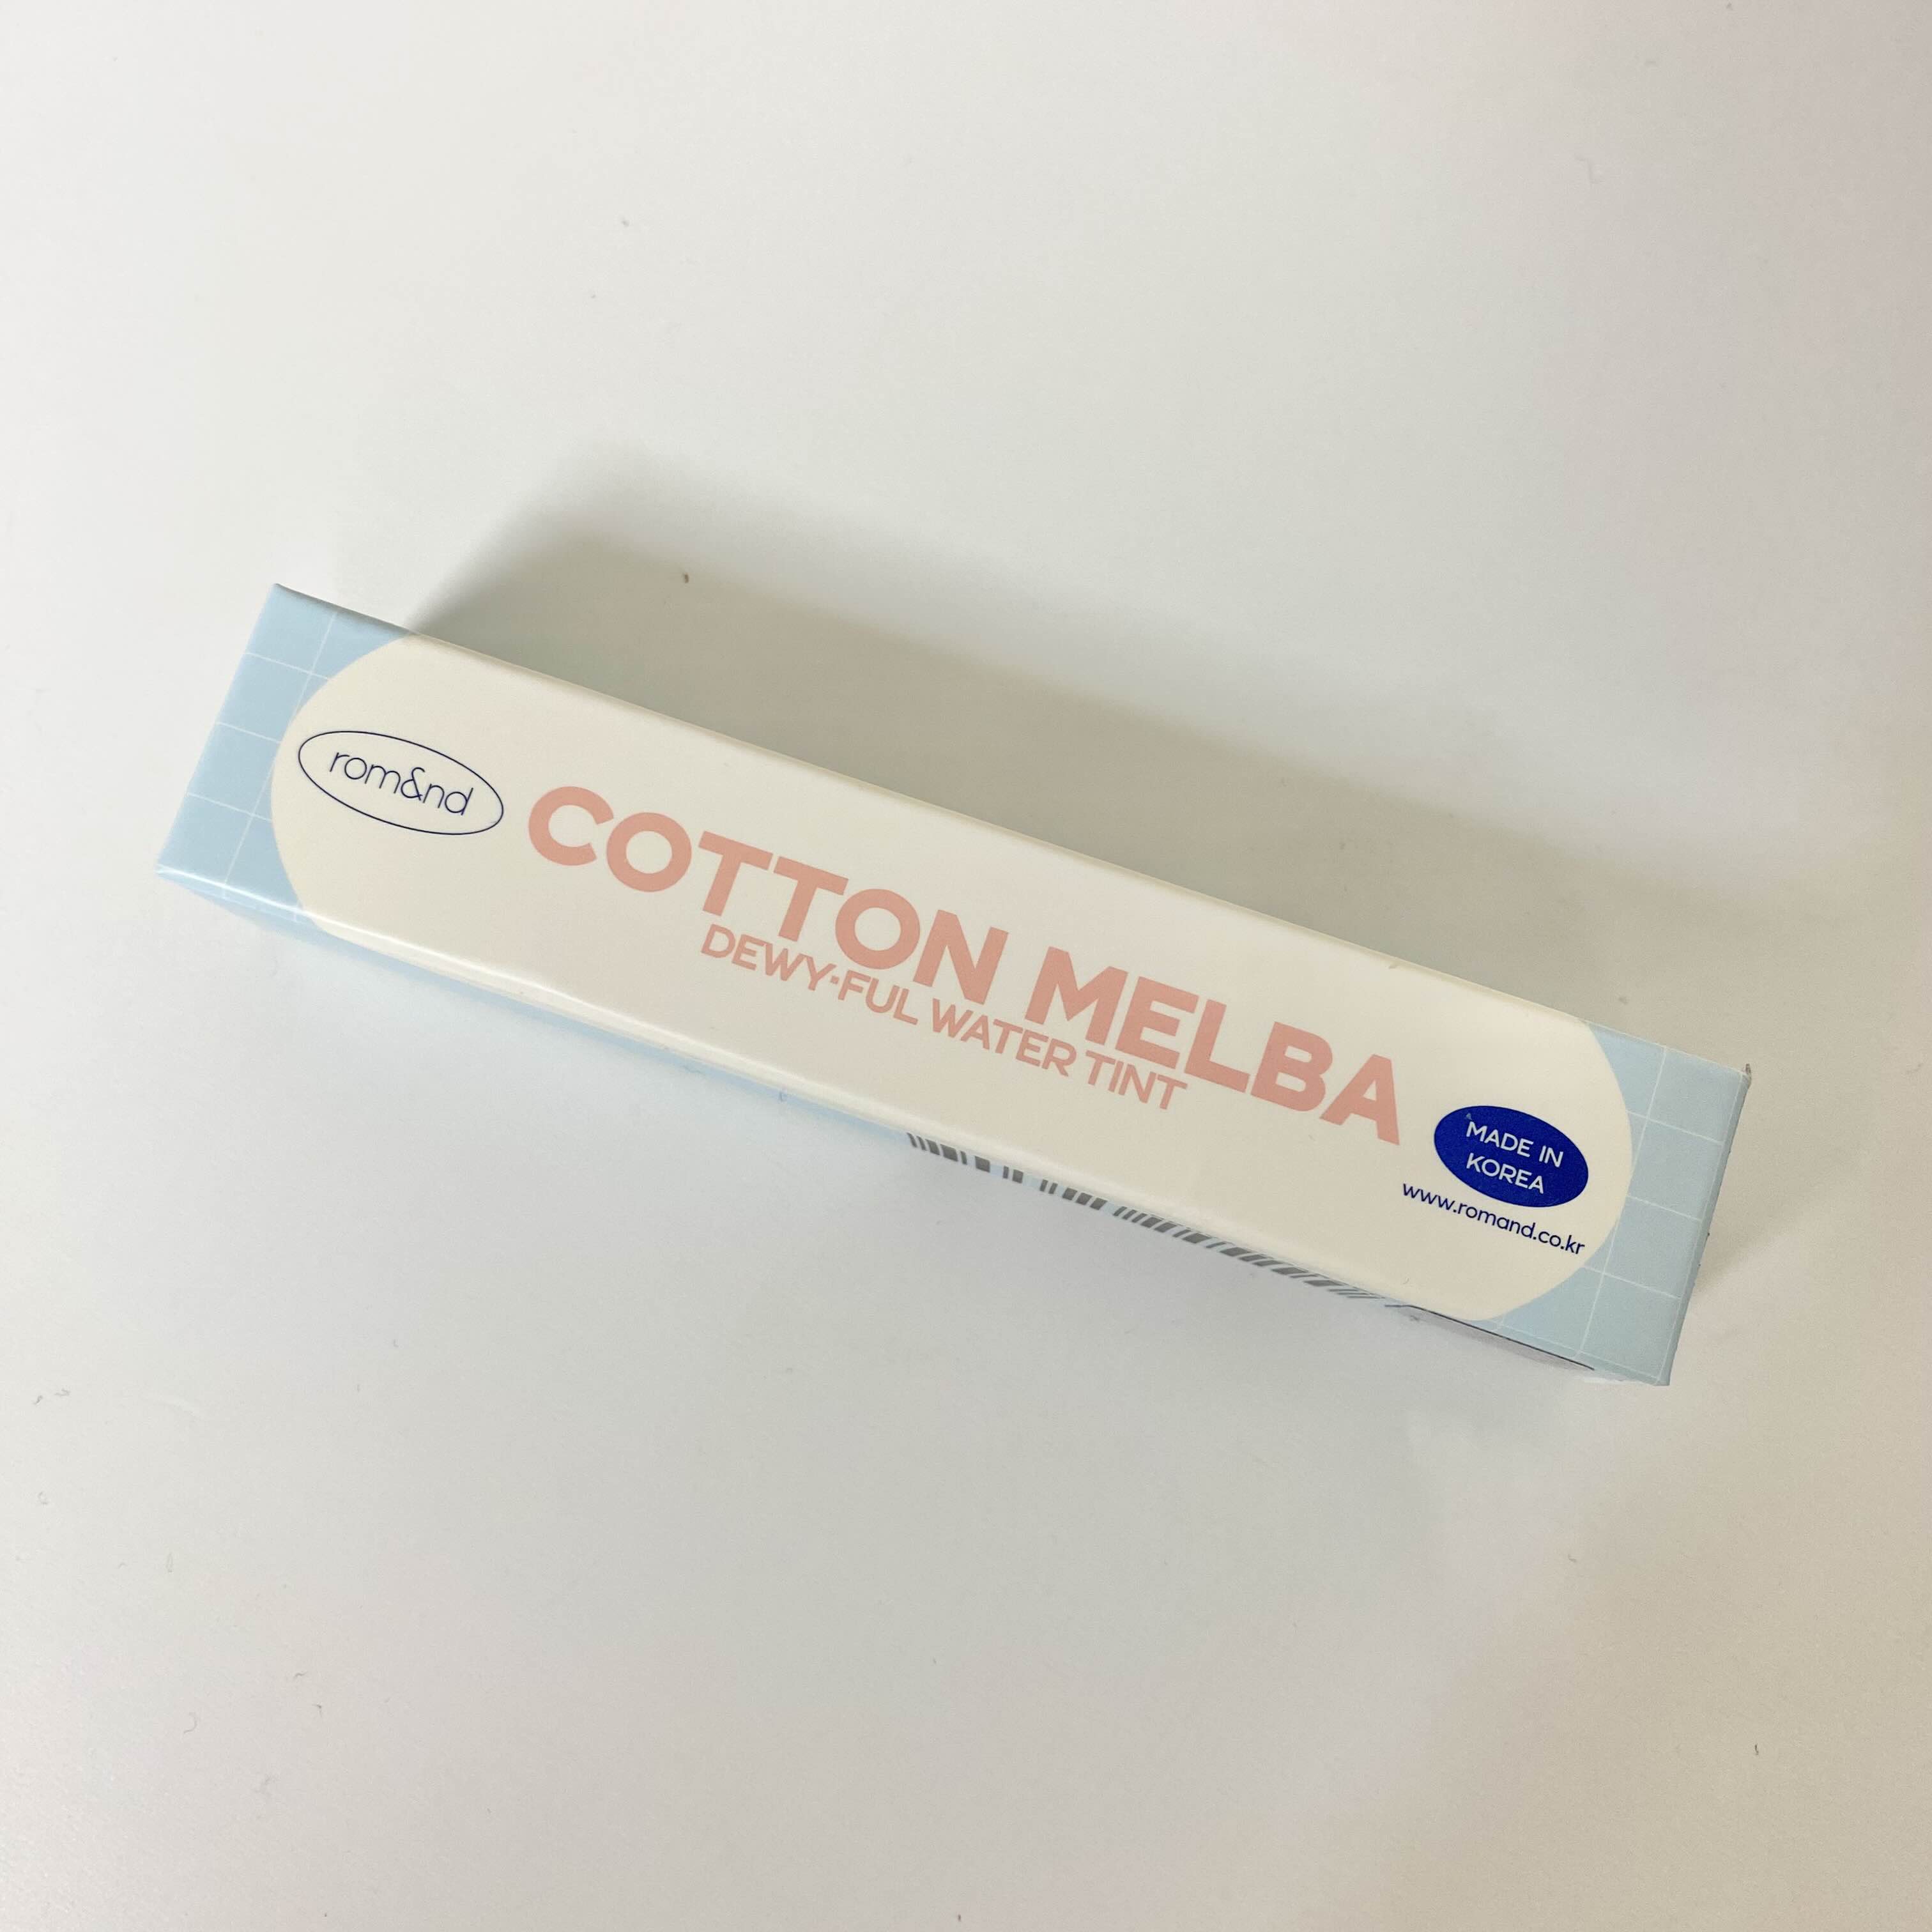 rom&nd
COTTON MELBA
DEWY·FUL WATER TINT
MADE IN
KOREA
www.romand.co.kr